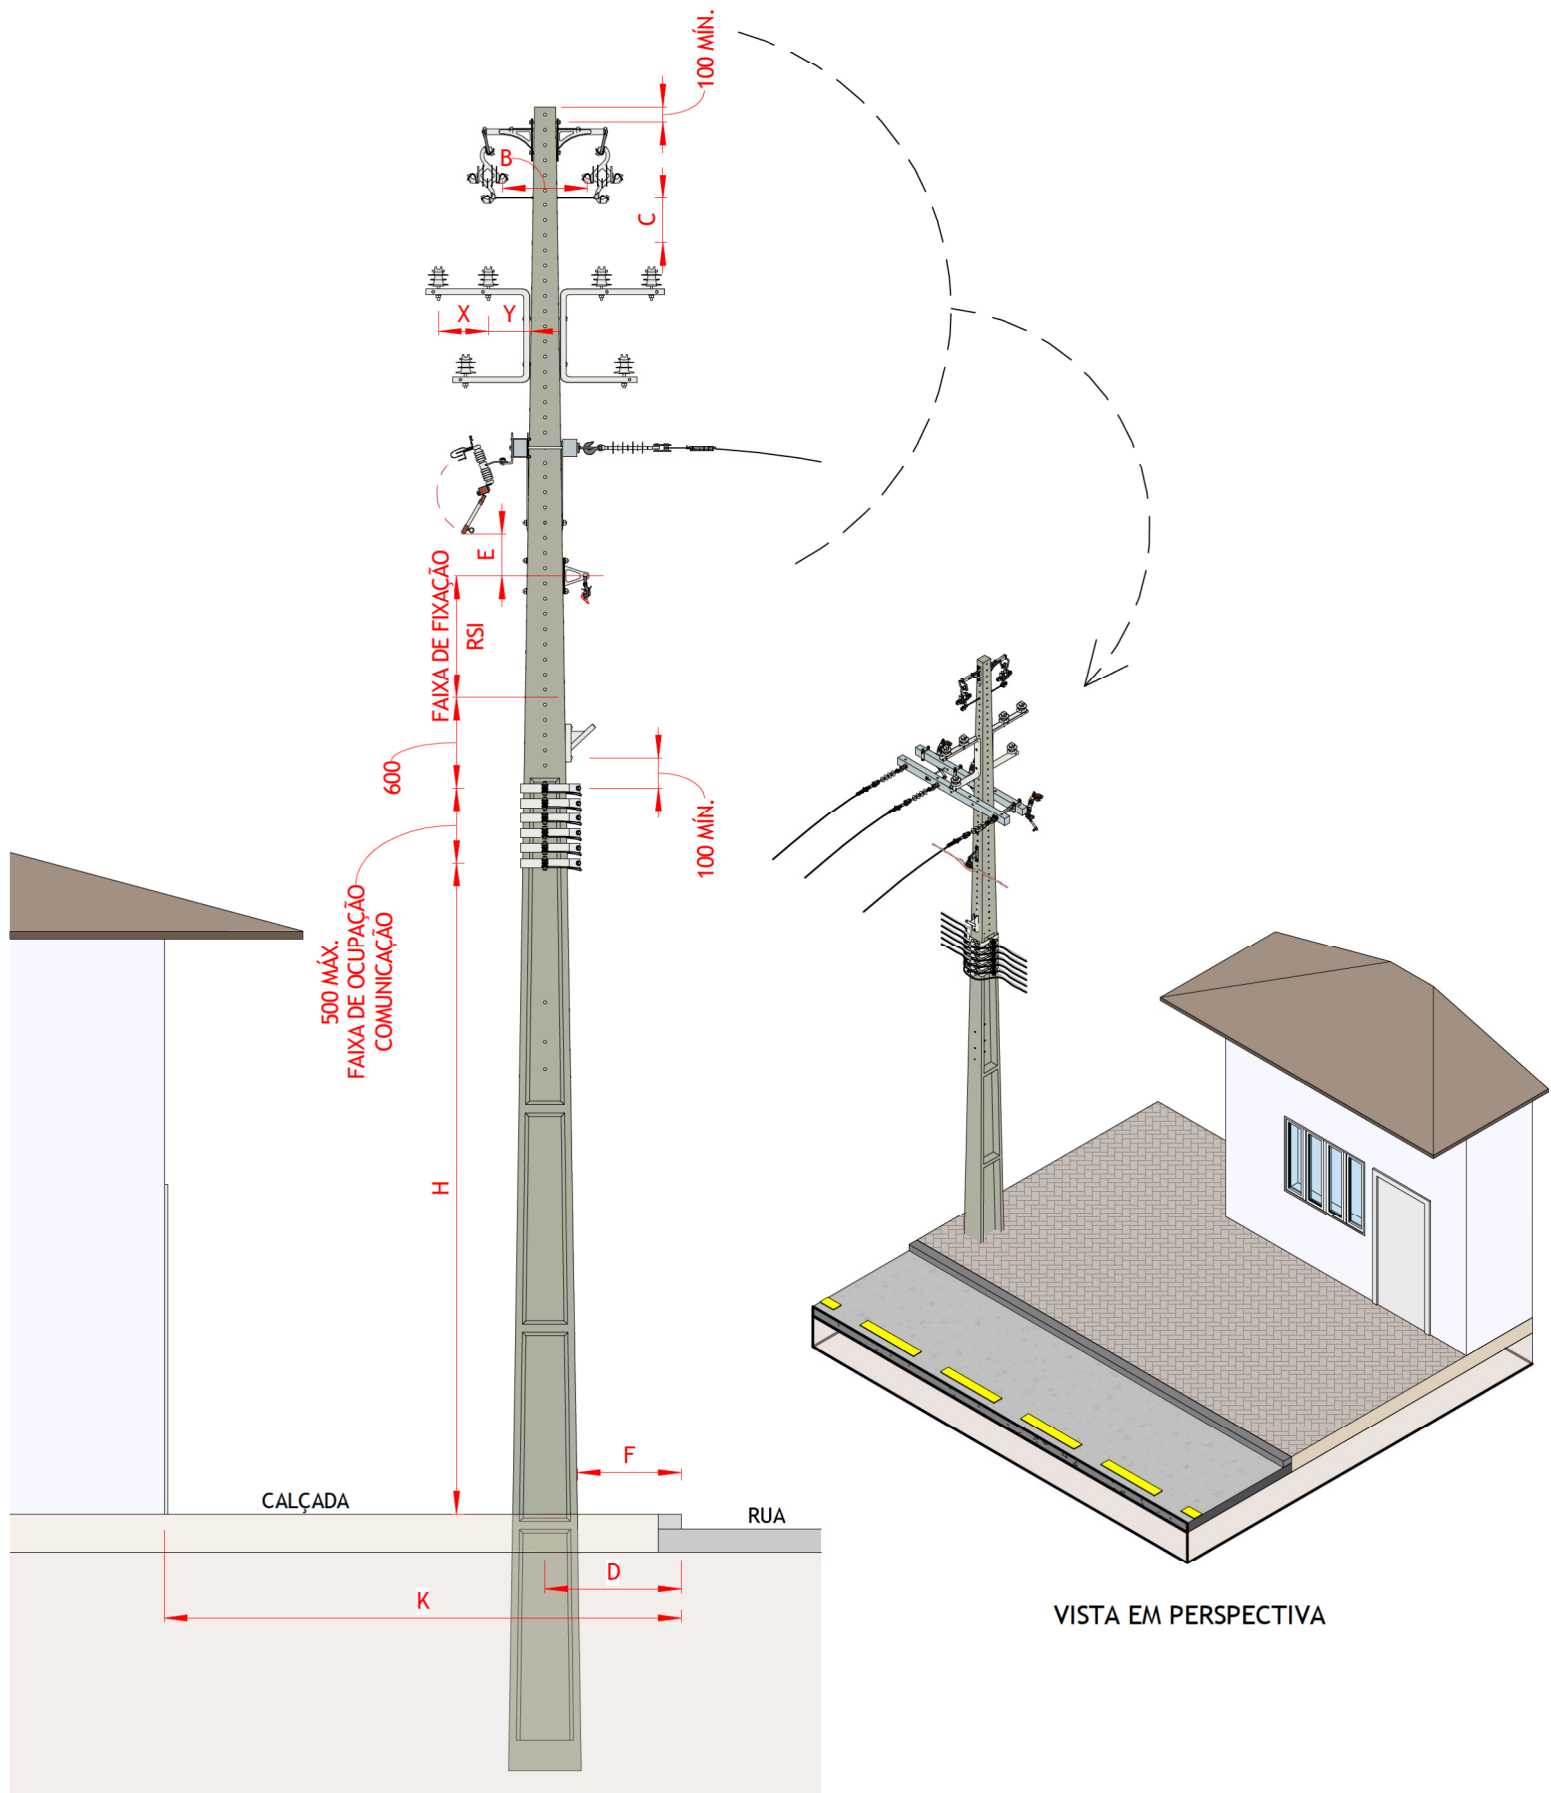 100 MÍN.
B
C
X
Y
E
FAIXA DE FIXAÇÃO
RSI
600
100 MÍN.
500 MÁX.
FAIXA DE OCUPAÇÃO
COMUNICAÇÃO
H
F
CALÇADA
RUA
D
K
VISTA EM PERSPECTIVA